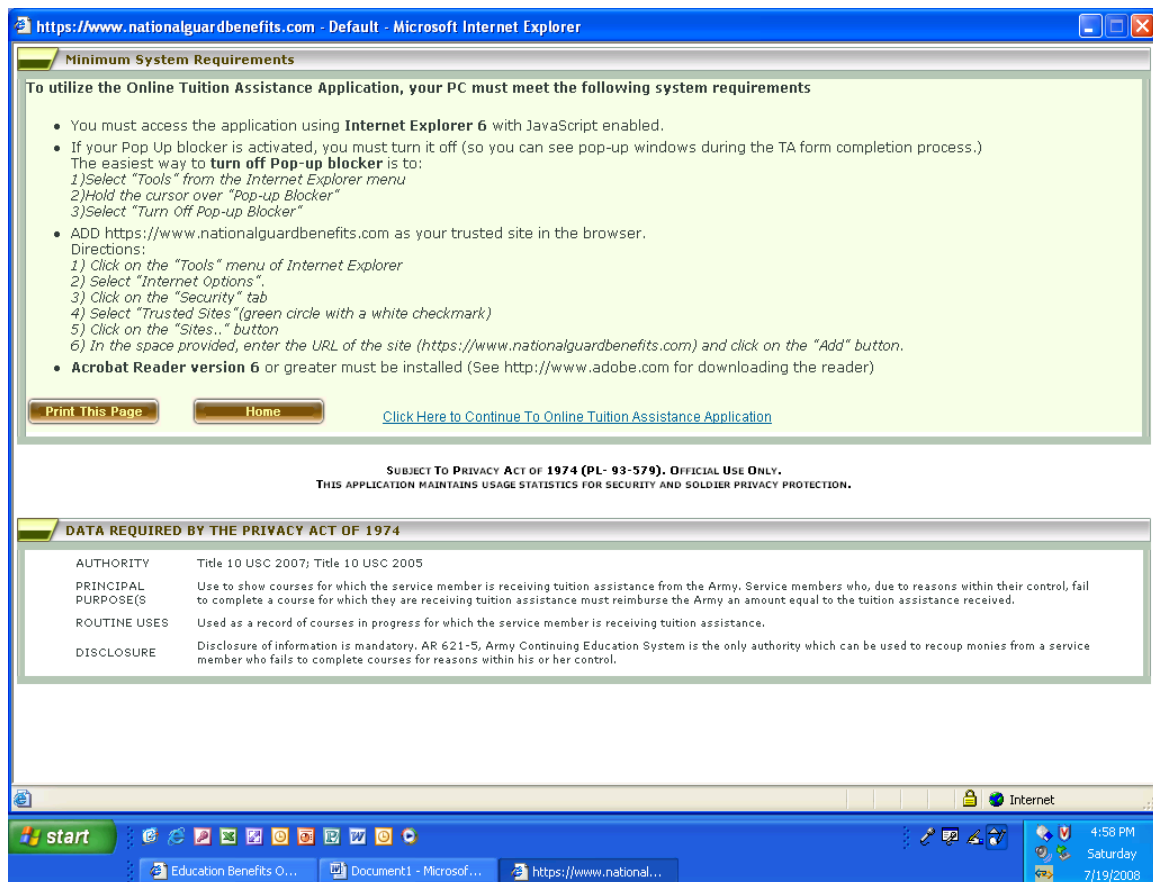 https://www.nationalguardbenefits.com - Default - Microsoft Internet Explorer
Minimum System Requirements
To utilize the Online Tuition Assistance Application, your PC must meet the following system requirements
• You must access the application using Internet Explorer 6 with JavaScript enabled.
• If your Pop Up blocker is activated, you must turn it off (so you can see pop-up windows during the TA form completion process.)
The easiest way to turn off Pop-up blocker is to:
1)Select "Tools" from the Internet Explorer menu
2)Hold the cursor over "Pop-up Blocker"
3)Select "Turn Off Pop-up Blocker"
• ADD https://www.nationalguardbenefits.com as your trusted site in the browser.
Directions:
1) Click on the "Tools" menu of Internet Explorer
2) Select "Internet Options".
3) Click on the "Security" tab
4) Select "Trusted Sites"(green circle with a white checkmark)
5) Click on the "Sites.." button
6) In the space provided, enter the URL of the site (https://www.nationalguardbenefits.com) and click on the "Add" button.
• Acrobat Reader version 6 or greater must be installed (See http://www.adobe.com for downloading the reader)
Print This Page Home Click Here to Continue To Online Tuition Assistance Application
SUBJECT TO PRIVACY ACT OF 1974 (PL- 93-579). OFFICIAL USE ONLY.
THIS APPLICATION MAINTAINS USAGE STATISTICS FOR SECURITY AND SOLDIER PRIVACY PROTECTION.
DATA REQUIRED BY THE PRIVACY ACT OF 1974
AUTHORITY Title 10 USC 2007; Title 10 USC 2005
PRINCIPAL PURPOSE(S Use to show courses for which the service member is receiving tuition assistance from the Army. Service members who, due to reasons within their control, fail
to complete a course for which they are receiving tuition assistance must reimburse the Army an amount equal to the tuition assistance received.
ROUTINE USES Used as a record of courses in progress for which the service member is receiving tuition assistance.
DISCLOSURE Disclosure of information is mandatory. AR 621-5, Army Continuing Education System is the only authority which can be used to recoup monies from a service
member who fails to complete courses for reasons within his or her control.
Internet
start
4:58 PM
Saturday
7/19/2008
Education Benefits O... Document1 - Microsof... https://www.national...